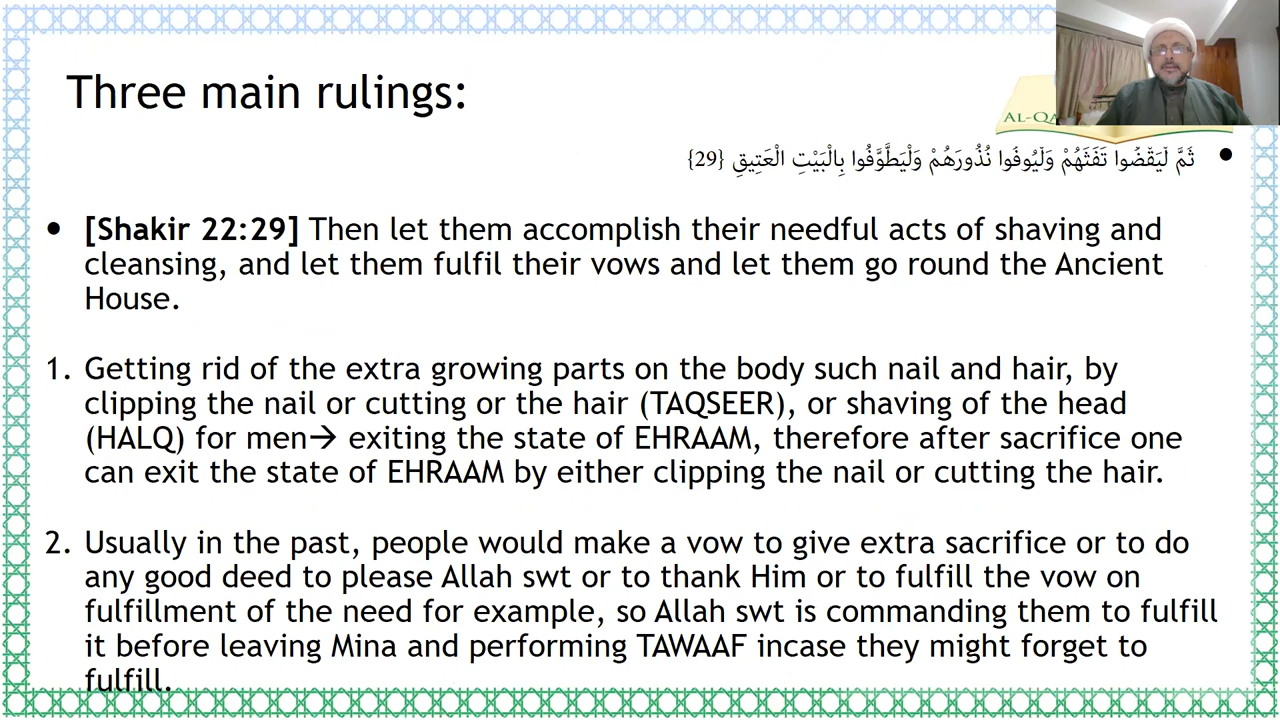 Three main rulings:
AL-QA
• ثُمَّ لْيَقْضُوا تَفَثَهُمْ وَلْيُوفُوا نُذُورَهُمْ وَلْيَطَّوَّفُوا بِالْبَيْتِ الْعَتِيقِ {29}
• [Shakir 22:29] Then let them accomplish their needful acts of shaving and
cleansing, and let them fulfil their vows and let them go round the Ancient
House.
1. Getting rid of the extra growing parts on the body such nail and hair, by
clipping the nail or cutting or the hair (TAQSEER), or shaving of the head
(HALQ) for men→ exiting the state of EHRAAM, therefore after sacrifice one
can exit the state of EHRAAM by either clipping the nail or cutting the hair.
2. Usually in the past, people would make a vow to give extra sacrifice or to do
any good deed to please Allah swt or to thank Him or to fulfill the vow on
fulfillment of the need for example, so Allah swt is commanding them to fulfill
it before leaving Mina and performing TAWAAF incase they might forget to
fulfill.